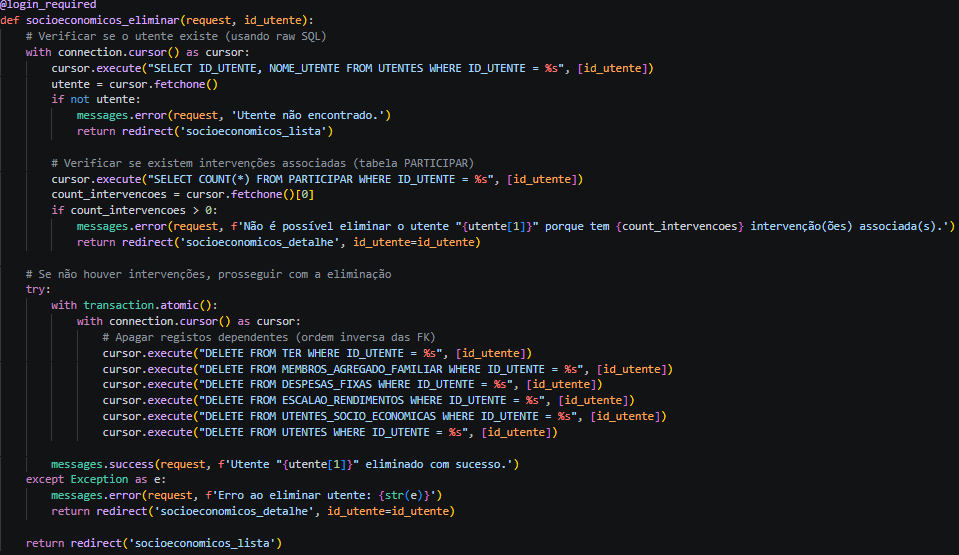 @login_required
def socioeconomicos_eliminar(request, id_utente):
    # Verificar se o utente existe (usando raw SQL)
    with connection.cursor() as cursor:
        cursor.execute("SELECT ID_UTENTE, NOME_UTENTE FROM UTENTES WHERE ID_UTENTE = %s", [id_utente])
        utente = cursor.fetchone()
        if not utente:
            messages.error(request, 'Utente não encontrado.')
            return redirect('socioeconomicos_lista')

        # Verificar se existem intervenções associadas (tabela PARTICIPAR)
        cursor.execute("SELECT COUNT(*) FROM PARTICIPAR WHERE ID_UTENTE = %s", [id_utente])
        count_intervencoes = cursor.fetchone()[0]
        if count_intervencoes > 0:
            messages.error(request, f'Não é possível eliminar o utente "{utente[1]}" porque tem {count_intervencoes} intervenção(ões) associada(s).')
            return redirect('socioeconomicos_detalhe', id_utente=id_utente)

    # Se não houver intervenções, prosseguir com a eliminação
    try:
        with transaction.atomic():
            with connection.cursor() as cursor:
                # Apagar registos dependentes (ordem inversa das FK)
                cursor.execute("DELETE FROM TER WHERE ID_UTENTE = %s", [id_utente])
                cursor.execute("DELETE FROM MEMBROS_AGREGADO_FAMILIAR WHERE ID_UTENTE = %s", [id_utente])
                cursor.execute("DELETE FROM DESPESAS_FIXAS WHERE ID_UTENTE = %s", [id_utente])
                cursor.execute("DELETE FROM ESCALAO_RENDIMENTOS WHERE ID_UTENTE = %s", [id_utente])
                cursor.execute("DELETE FROM UTENTES_SOCIO_ECONOMICAS WHERE ID_UTENTE = %s", [id_utente])
                cursor.execute("DELETE FROM UTENTES WHERE ID_UTENTE = %s", [id_utente])

        messages.success(request, f'Utente "{utente[1]}" eliminado com sucesso.')
    except Exception as e:
        messages.error(request, f'Erro ao eliminar utente: {str(e)}')
        return redirect('socioeconomicos_detalhe', id_utente=id_utente)

    return redirect('socioeconomicos_lista')